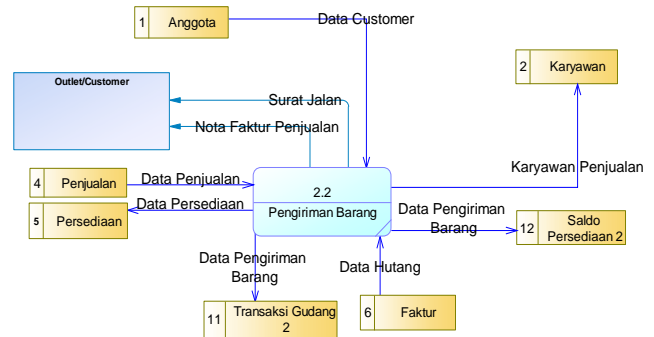 1 Anggota
Data Customer
2 Karyawan
Outlet/Customer
Surat Jalan
Nota Faktur Penjualan
Karyawan Penjualan
4 Penjualan
Data Penjualan
2.2
Pengiriman Barang
5 Persediaan
Data Persediaan
Data Pengiriman
Barang
12 Saldo
Persediaan 2
Data Pengiriman
Barang
Data Hutang
11 Transaksi Gudang
2
6 Faktur